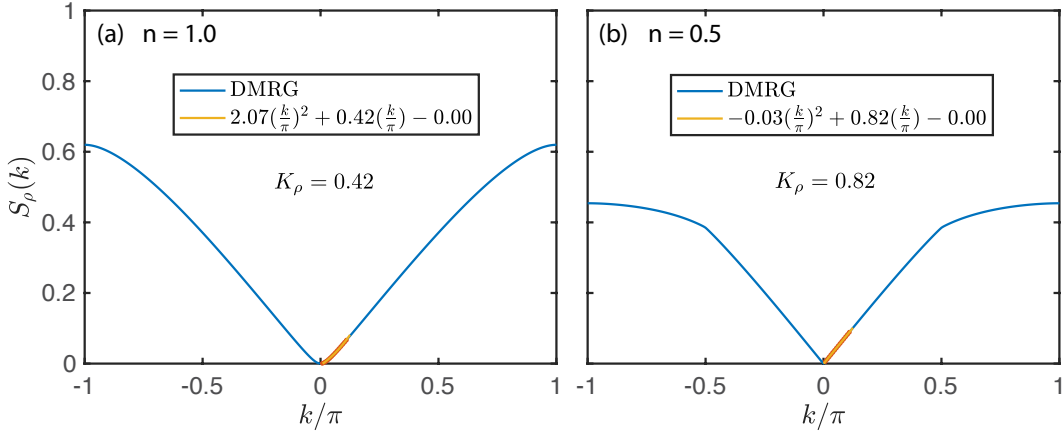 (a) n = 1.0
DMRG
2.07(k/π)² + 0.42(k/π) − 0.00
K_ρ = 0.42
S_ρ(k)
1
0.8
0.6
0.4
0.2
0
-1
-0.5
0
0.5
1
k/π
(b) n = 0.5
DMRG
−0.03(k/π)² + 0.82(k/π) − 0.00
K_ρ = 0.82
0
-1
-0.5
0
0.5
1
k/π